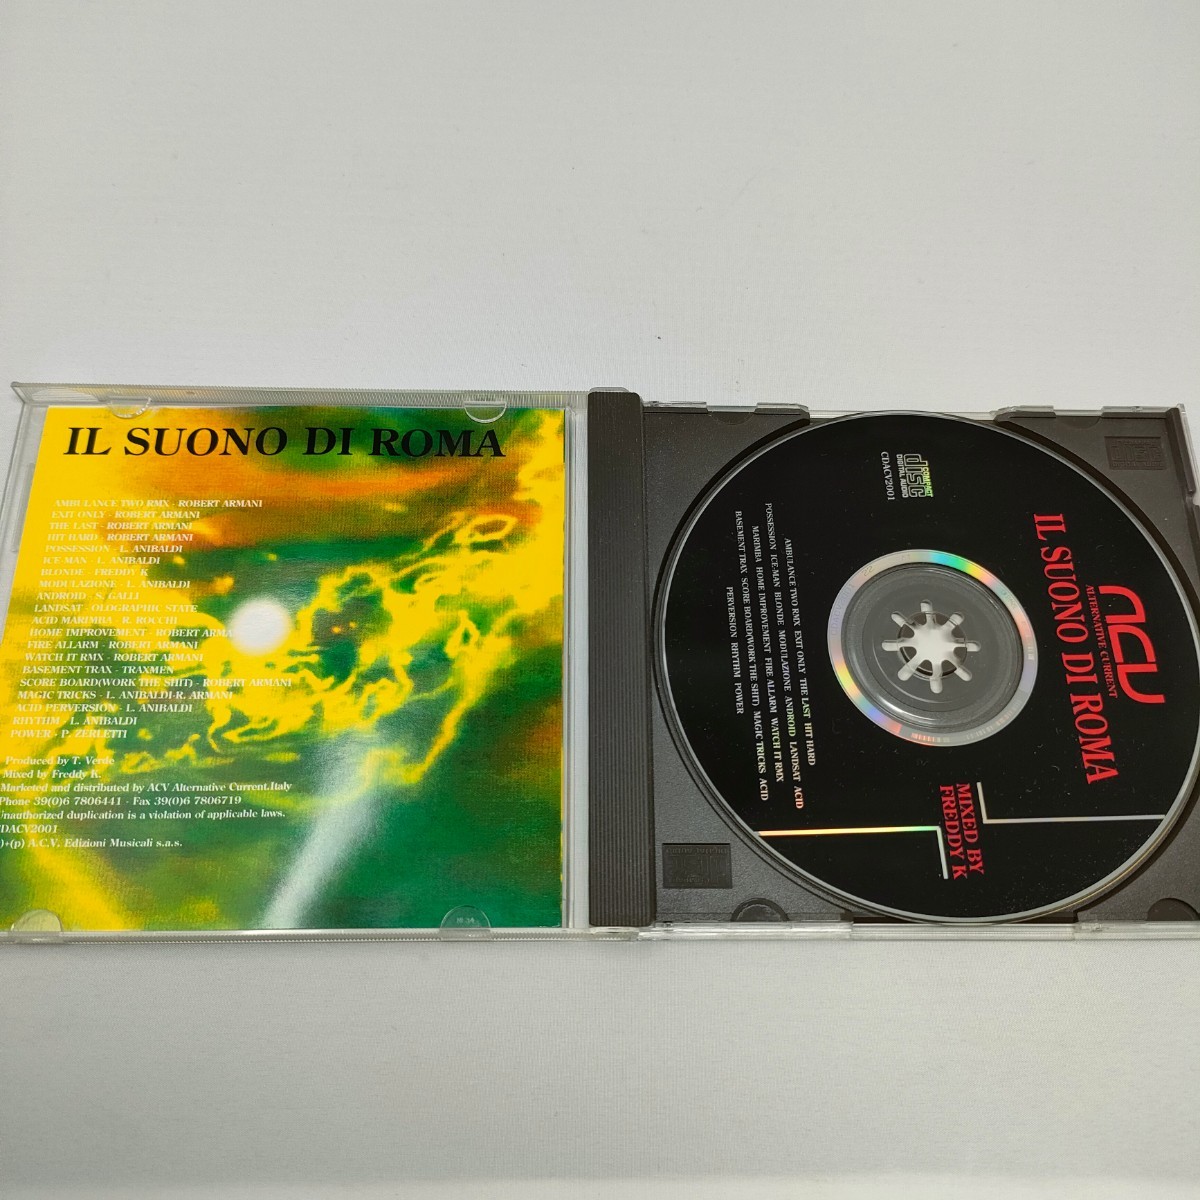 IL SUONO DI ROMA
AMBULANCE TWO RMX - ROBERT ARMANI
EXIT ONLY - ROBERT ARMANI
THE LAST - ROBERT ARMANI
HIT HARD - ROBERT ARMANI
POSSESSION - L. ANIBALDI
ICE-MAN - L. ANIBALDI
BLONDE - FREDDY K
MODULAZIONE - L. ANIBALDI
ANDROID - S. GALLI
LANDSAT - OLOGRAPHIC STATE
ACID MARIMBA - R. ROCCHI
HOME IMPROVEMENT - ROBERT ARMA
FIRE ALLARM - ROBERT ARMANI
WATCH IT RMX - ROBERT ARMANI
BASEMENT TRAX - TRAXMEN
SCORE BOARD(WORK THE SHIT) - ROBERT ARMANI
MAGIC TRICKS - L. ANIBALDI-R. ARMANI
ACID PERVERSION - L. ANIBALDI
RHYTHM - L. ANIBALDI
POWER - P. ZERLETTI
Produced by T. Verde
Mixed by Freddy K.
Marketed and distributed by ACV Alternative Current,Italy
Phone 39(0)6 7806441 - Fax 39(0)6 7806719
Unauthorized duplication is a violation of applicable laws.
CDACV2001
)+(p) A.C.V. Edizioni Musicali s.a.s.
ACV
ALTERNATIVE CURRENT
IL SUONO DI ROMA
MIXED BY
FREDDY K
COMPACT
disc
DIGITAL AUDIO
CDACV2001
AMBULANCE TWO RMX EXIT ONLY THE LAST HIT HARD
POSSESSION ICE-MAN BLONDE MODULAZIONE ANDROID LANDSAT ACID
MARIMBA HOME IMPROVEMENT FIRE ALLARM WATCH IT RMX
BASEMENT TRAX SCORE BOARD(WORK THE SHIT) MAGIC TRICKS ACID
PERVERSION RHYTHM POWER